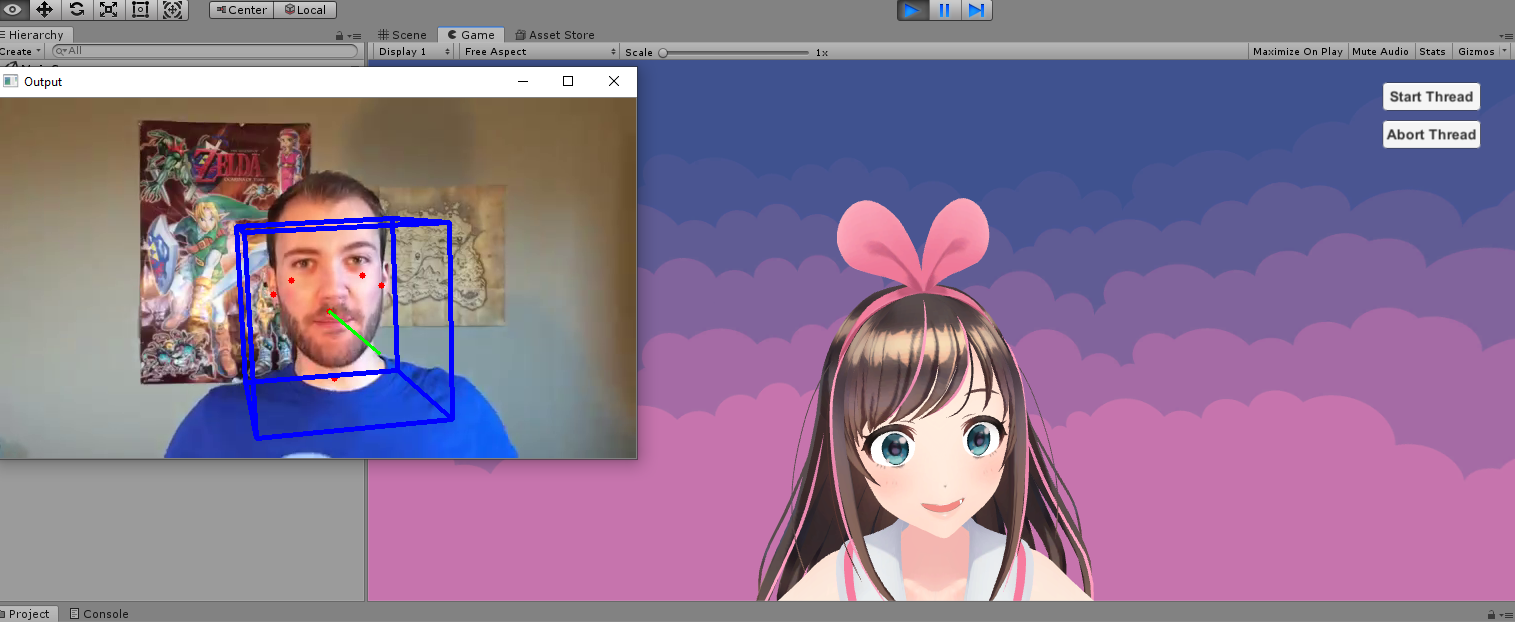 Center Local
Hierarchy
Create All
Scene Game Asset Store
Display 1 Free Aspect Scale 1x Maximize On Play Mute Audio Stats Gizmos
Output
ZELDA
Start Thread
Abort Thread
Project Console